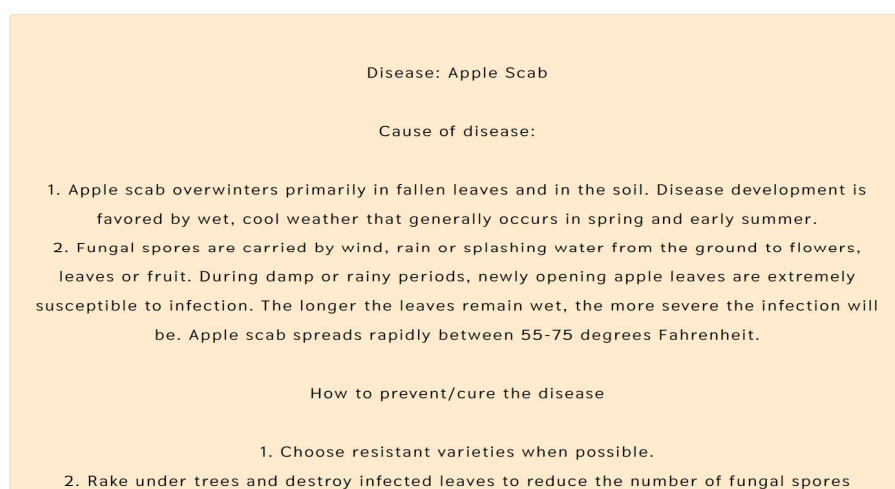 Disease: Apple Scab
Cause of disease:
1. Apple scab overwinters primarily in fallen leaves and in the soil. Disease development is
favored by wet, cool weather that generally occurs in spring and early summer.
2. Fungal spores are carried by wind, rain or splashing water from the ground to flowers,
leaves or fruit. During damp or rainy periods, newly opening apple leaves are extremely
susceptible to infection. The longer the leaves remain wet, the more severe the infection will
be. Apple scab spreads rapidly between 55-75 degrees Fahrenheit.
How to prevent/cure the disease
1. Choose resistant varieties when possible.
2. Rake under trees and destroy infected leaves to reduce the number of fungal spores